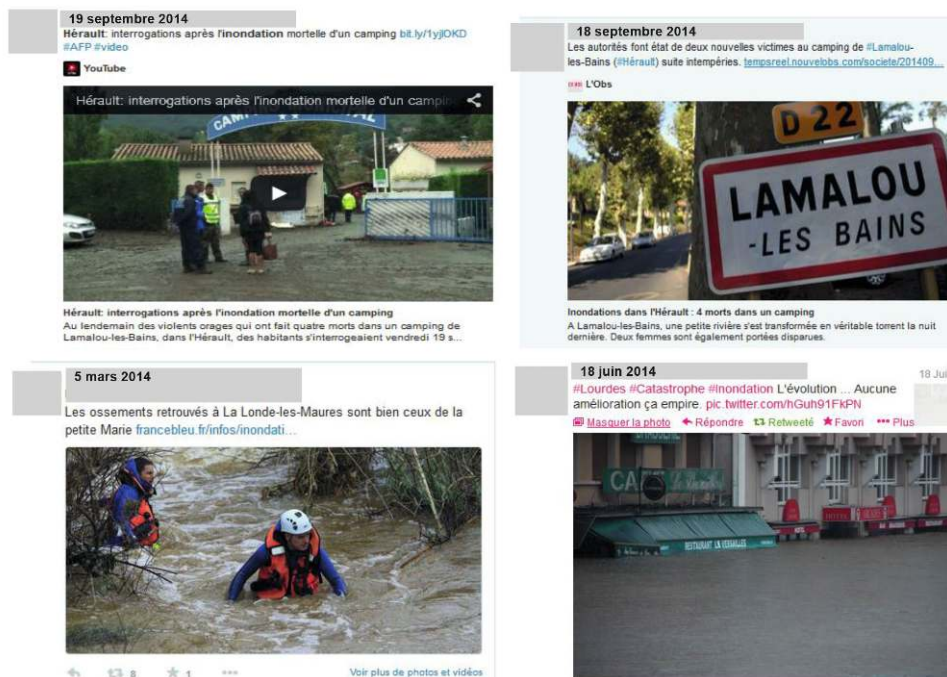 19 septembre 2014
Hérault: interrogations après l'inondation mortelle d'un camping bit.ly/1yjlOKD
#AFP #video
YouTube
Hérault: interrogations après l'inondation mortelle d'un campin
CAM
Hérault: interrogations après l'inondation mortelle d'un camping
Au lendemain des violents orages qui ont fait quatre morts dans un camping de
Lamalou-les-Bains, dans l'Hérault, des habitants s'interrogeaient vendredi 19 s...
18 septembre 2014
Les autorités font état de deux nouvelles victimes au camping de #Lamalou-
les-Bains (#Hérault) suite intempéries. tempsreel.nouvelobs.com/societe/201409...
L'Obs
D 22
LAMALOU
-LES BAINS
Inondations dans l'Hérault : 4 morts dans un camping
A Lamalou-les-Bains, une petite rivière s'est transformée en véritable torrent la nuit
dernière. Deux femmes sont également portées disparues.
5 mars 2014
Les ossements retrouvés à La Londe-les-Maures sont bien ceux de la
petite Marie francebleu.fr/infos/inondati...
8 1
Voir plus de photos et vidéos
18 juin 2014
18 Jui
#Lourdes #Catastrophe #Inondation L'évolution ... Aucune
amélioration ça empire. pic.twitter.com/hGuh91FkPN
Masquer la photo Répondre Retweeté Favori Plus
RESTAURANT LE VERSAILLES
HOTEL